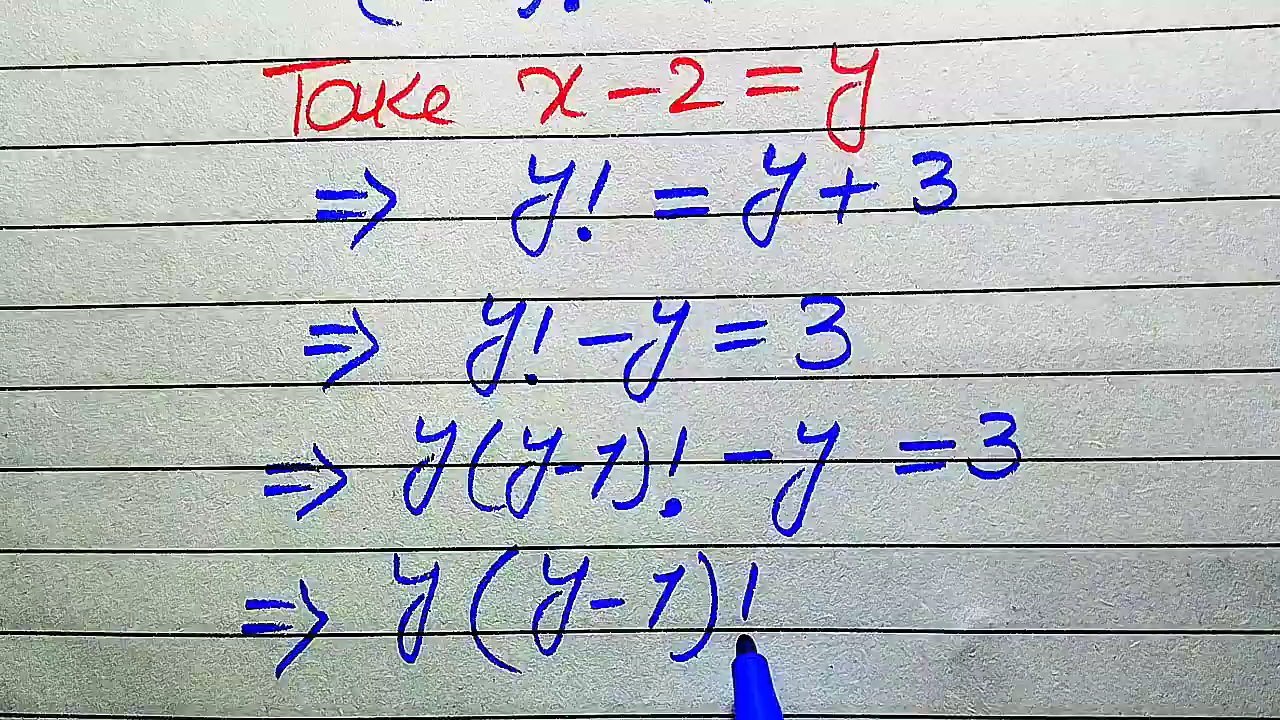 Take x - 2 = y
⇒ y! = y + 3
⇒ y! - y = 3
⇒ y(y-1)! - y = 3
⇒ y(y-1)!